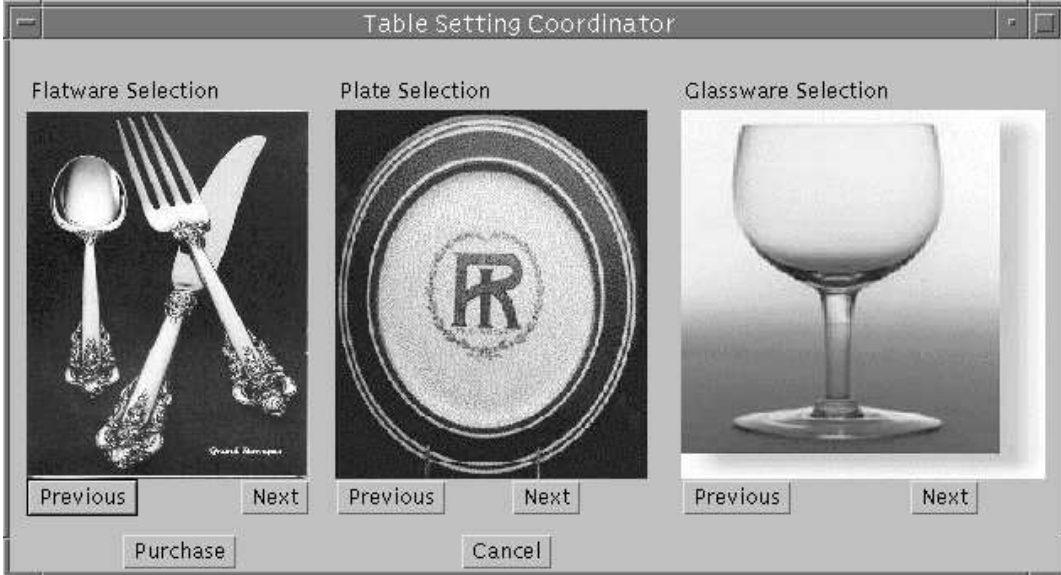 Table Setting Coordinator
Flatware Selection
Plate Selection
Glassware Selection
R
Previous
Next
Previous
Next
Previous
Next
Purchase
Cancel